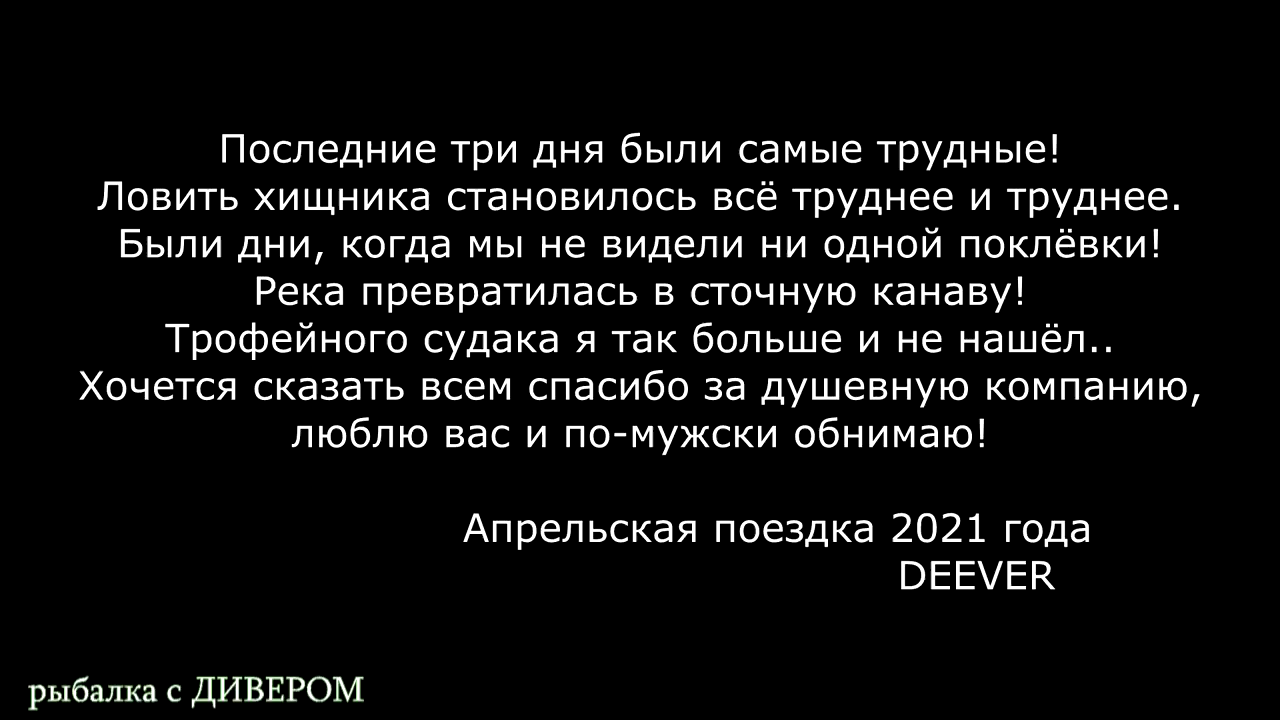 Последние три дня были самые трудные!
Ловить хищника становилось всё труднее и труднее.
Были дни, когда мы не видели ни одной поклёвки!
Река превратилась в сточную канаву!
Трофейного судака я так больше и не нашёл..
Хочется сказать всем спасибо за душевную компанию,
люблю вас и по-мужски обнимаю!
Апрельская поездка 2021 года
DEEVER
рыбалка с ДИВЕРОМ